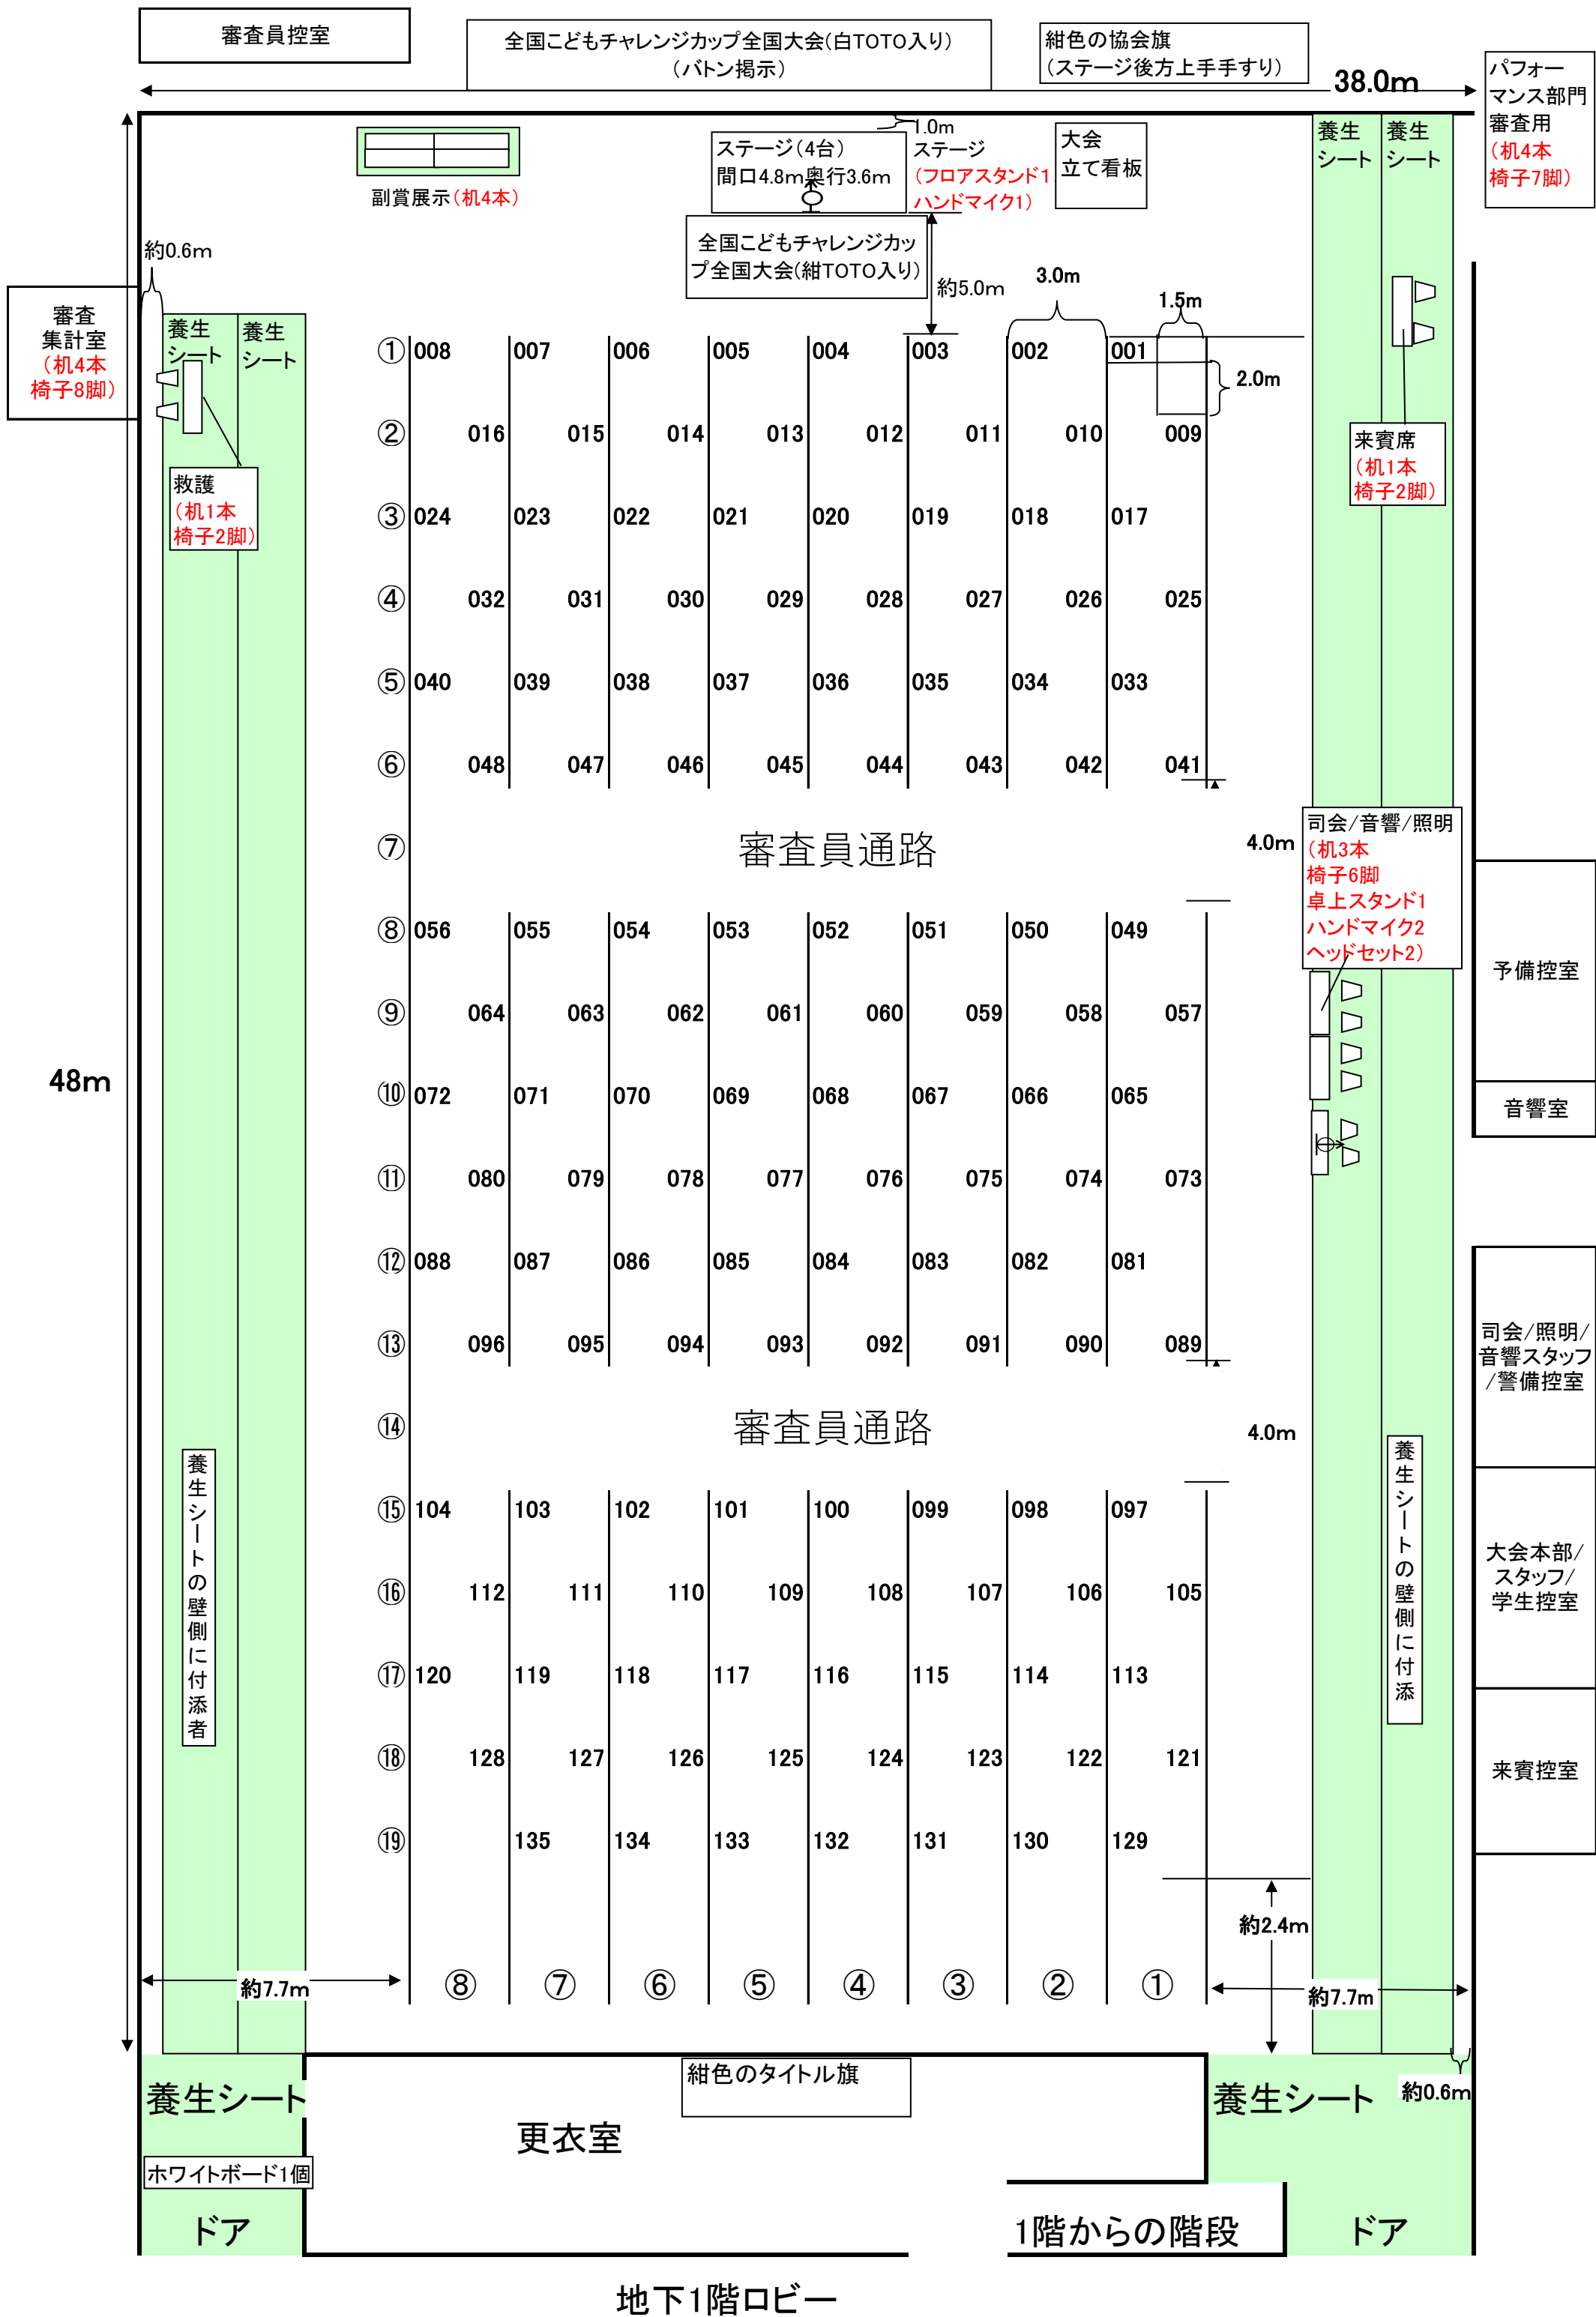 審査員控室
全国こどもチャレンジカップ全国大会(白TOTO入り)
(バトン掲示)
紺色の協会旗
(ステージ後方上手手すり)
38.0m
パフォー
マンス部門
審査用
(机4本
椅子7脚)
1.0m
養生
シート
養生
シート
ステージ(4台)
間口4.8m奥行3.6m
ステージ
(フロアスタンド1
ハンドマイク1)
大会
立て看板
副賞展示(机4本)
全国こどもチャレンジカッ
プ全国大会(紺TOTO入り)
約0.6m
約5.0m
3.0m
1.5m
2.0m
審査
集計室
(机4本
椅子8脚)
養生
シート
養生
シート
救護
(机1本
椅子2脚)
来賓席
(机1本
椅子2脚)
① 008 007 006 005 004 003 002 001
② 016 015 014 013 012 011 010 009
③ 024 023 022 021 020 019 018 017
④ 032 031 030 029 028 027 026 025
⑤ 040 039 038 037 036 035 034 033
⑥ 048 047 046 045 044 043 042 041
⑦ 審査員通路 4.0m
司会/音響/照明
(机3本
椅子6脚
卓上スタンド1
ハンドマイク2
ヘッドセット2)
⑧ 056 055 054 053 052 051 050 049
⑨ 064 063 062 061 060 059 058 057
予備控室
48m
⑩ 072 071 070 069 068 067 066 065
音響室
⑪ 080 079 078 077 076 075 074 073
⑫ 088 087 086 085 084 083 082 081
⑬ 096 095 094 093 092 091 090 089
司会/照明/
音響スタッフ
/警備控室
⑭ 審査員通路 4.0m
養生シートの壁側に付添者
養生シートの壁側に付添
⑮ 104 103 102 101 100 099 098 097
⑯ 112 111 110 109 108 107 106 105
大会本部/
スタッフ/
学生控室
⑰ 120 119 118 117 116 115 114 113
⑱ 128 127 126 125 124 123 122 121
来賓控室
⑲ 135 134 133 132 131 130 129
約2.4m
約7.7m
⑧ ⑦ ⑥ ⑤ ④ ③ ② ①
約7.7m
養生シート
紺色のタイトル旗
養生シート
約0.6m
更衣室
ホワイトボード1個
ドア
1階からの階段
ドア
地下1階ロビー